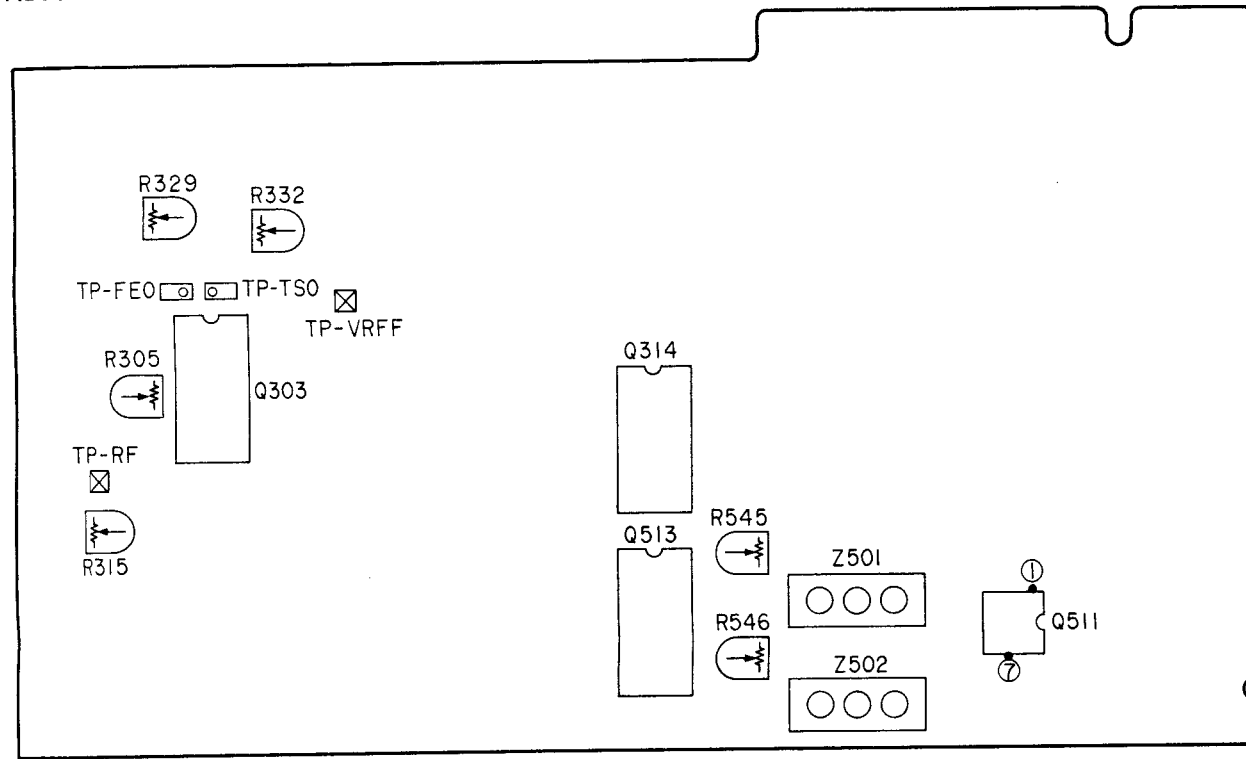 R329
R332
TP-FEO
TP-TSO
TP-VRFF
R305
Q303
Q314
TP-RF
R315
Q513
R545
Z501
①
Q511
R546
Z502
⑦